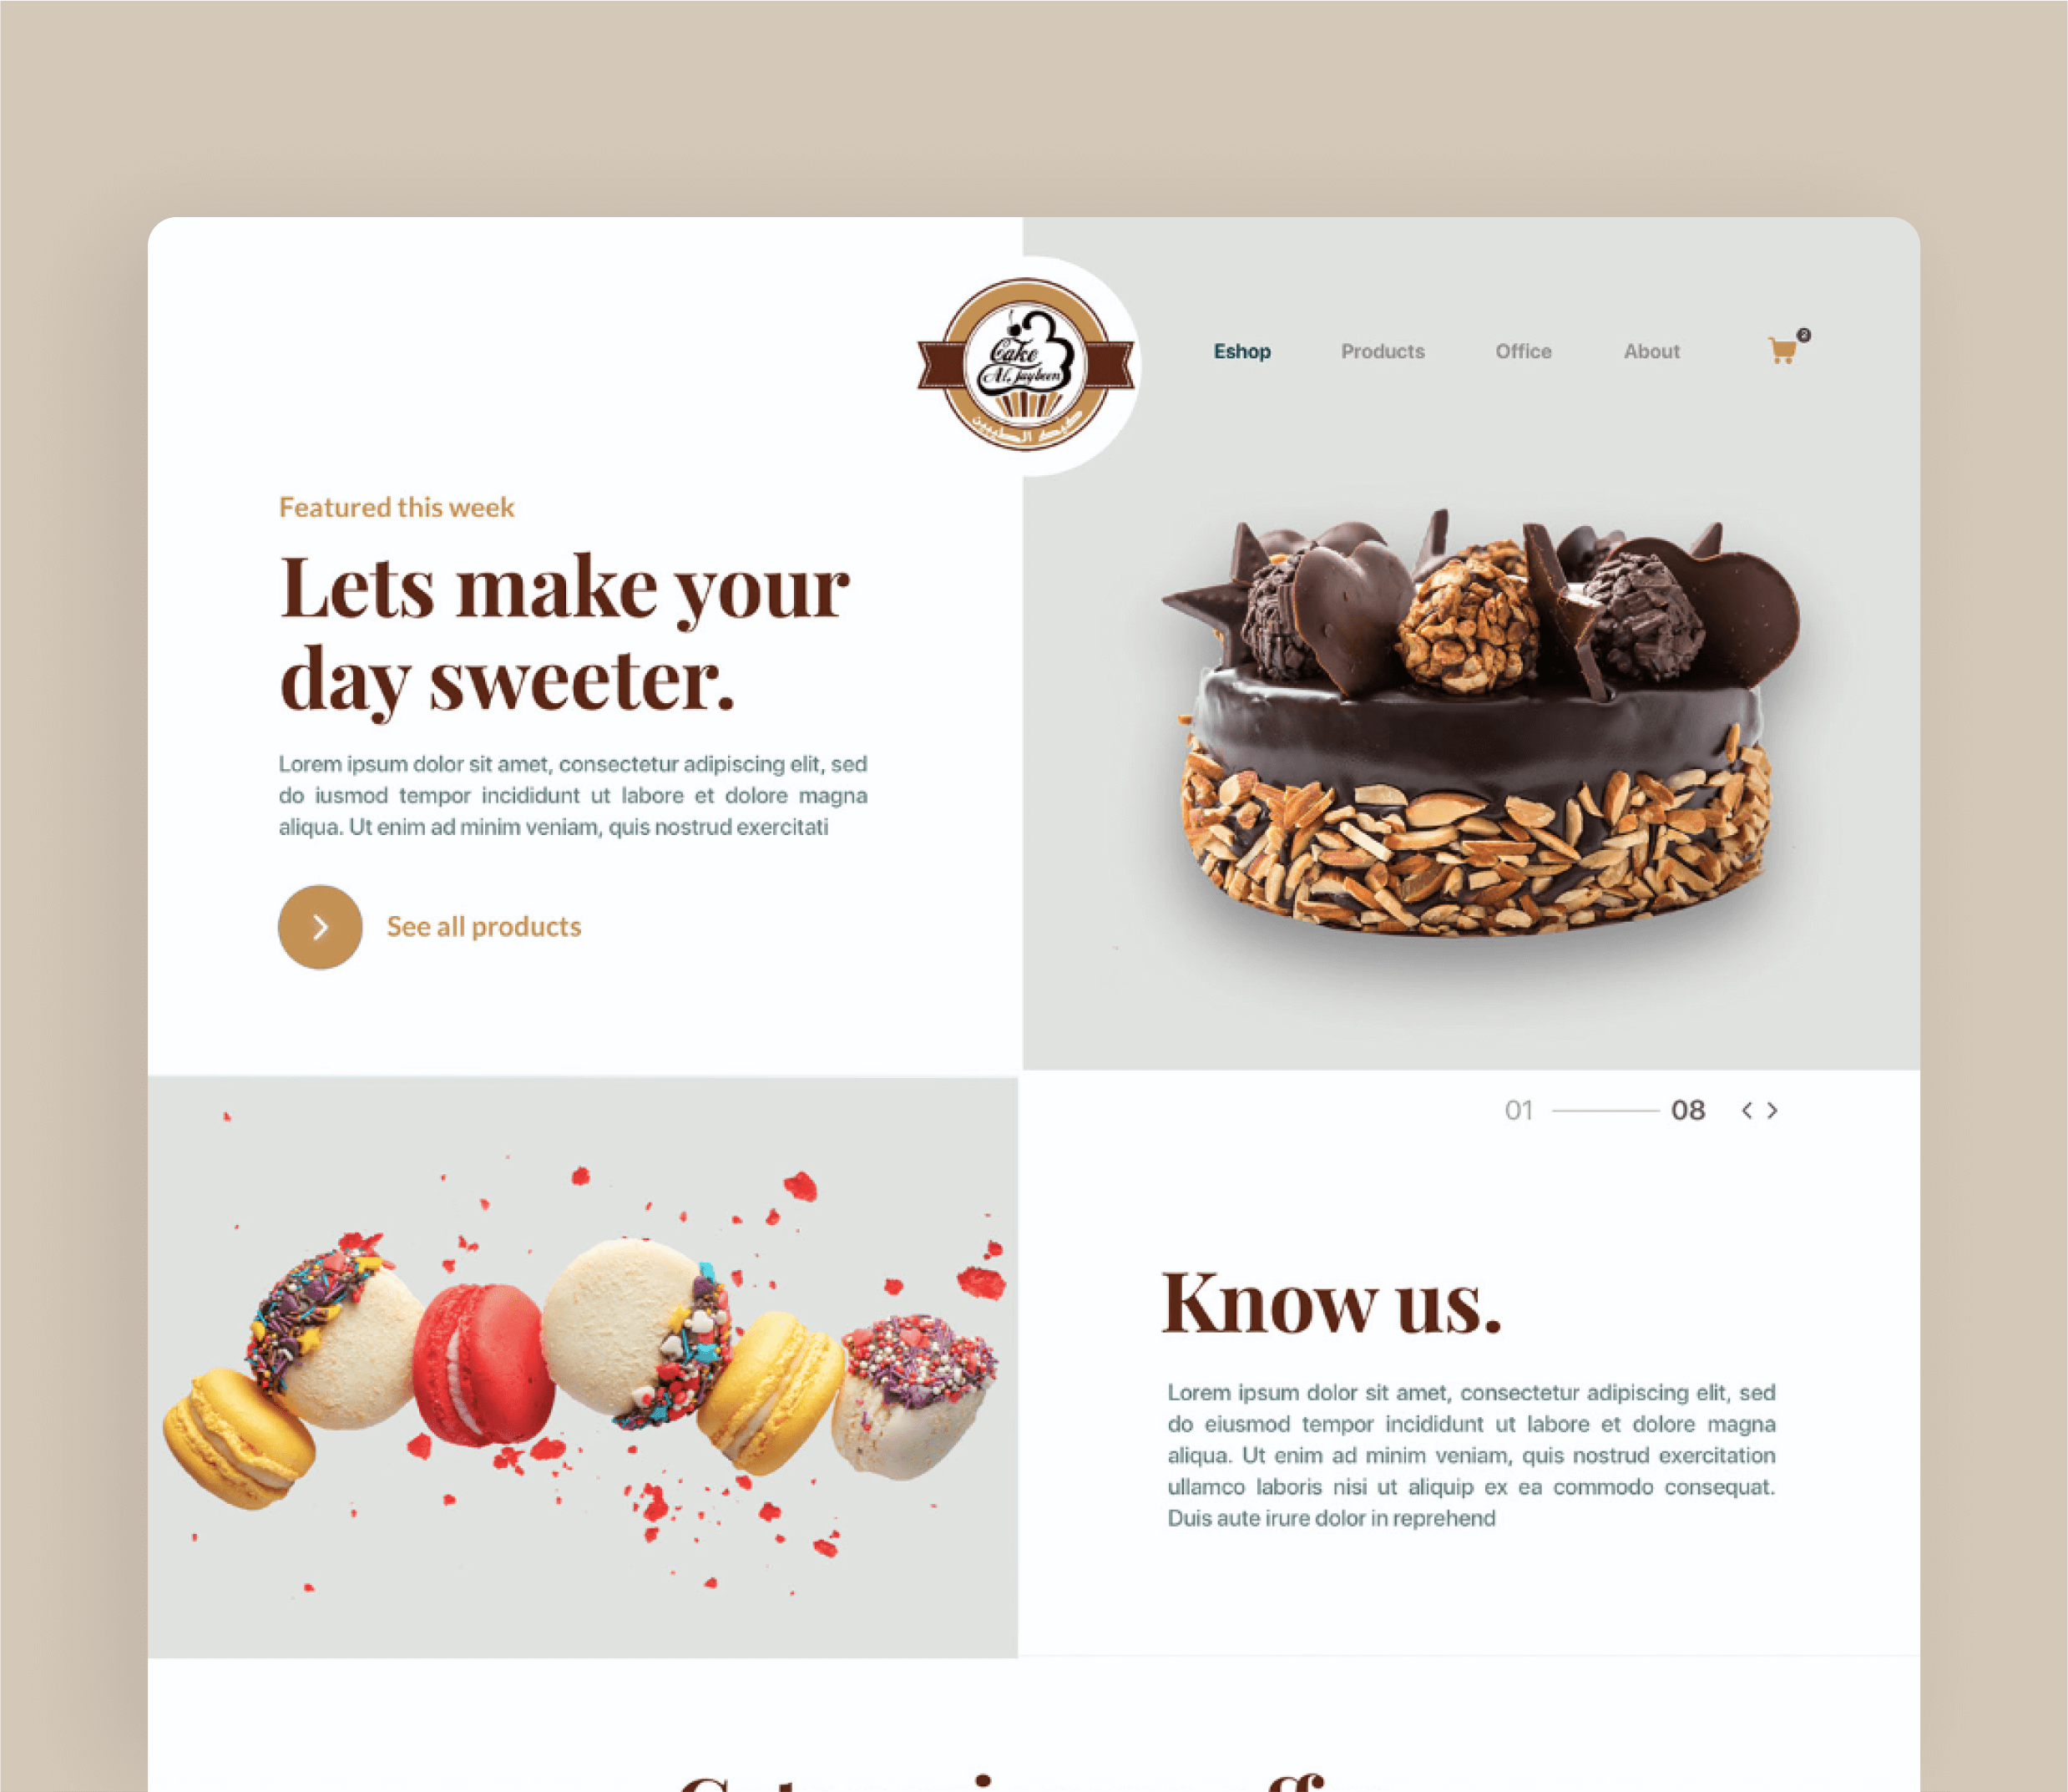 Cake
Al, Jaybeen
كيك الطيبين
Eshop
Products
Office
About
2
Featured this week
Lets make your
day sweeter.
Lorem ipsum dolor sit amet, consectetur adipiscing elit, sed
do iusmod tempor incididunt ut labore et dolore magna
aliqua. Ut enim ad minim veniam, quis nostrud exercitati
See all products
01
08
Know us.
Lorem ipsum dolor sit amet, consectetur adipiscing elit, sed
do eiusmod tempor incididunt ut labore et dolore magna
aliqua. Ut enim ad minim veniam, quis nostrud exercitation
ullamco laboris nisi ut aliquip ex ea commodo consequat.
Duis aute irure dolor in reprehend